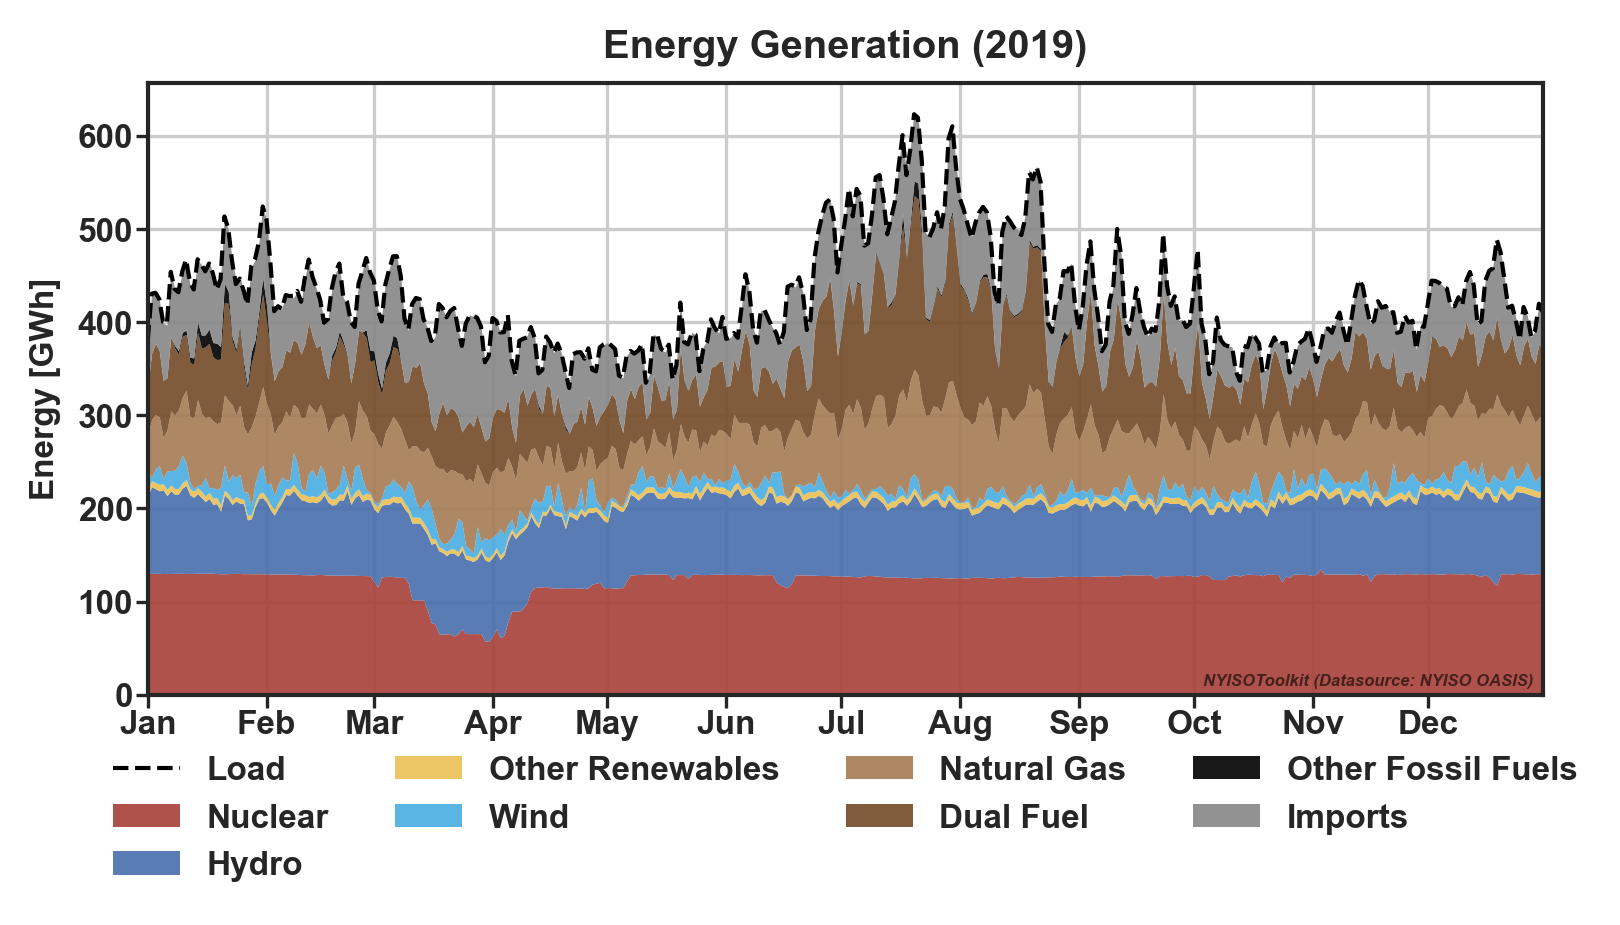 Energy Generation (2019)
Energy [GWh]
600
500
400
300
200
100
0
NYISOToolkit (Datasource: NYISO OASIS)
Jan Feb Mar Apr May Jun Jul Aug Sep Oct Nov Dec
Load Other Renewables Natural Gas Other Fossil Fuels
Nuclear Wind Dual Fuel Imports
Hydro